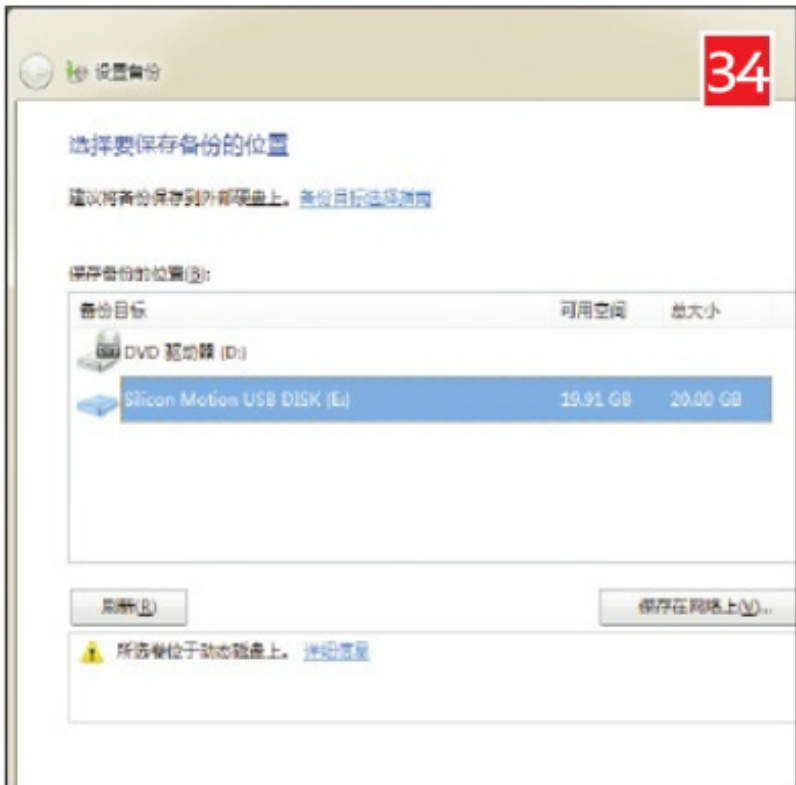 34
设置备份
选择要保存备份的位置
建议将备份保存到外部硬盘上。 备份目标选择指南
保存备份的位置(B):
备份目标 可用空间 总大小
DVD 驱动器 (D:)
Silicon Motion USB DISK (E:) 19.91 GB 20.00 GB
刷新(R) 保存在网络上(V)...
所选卷位于动态磁盘上。 详细信息